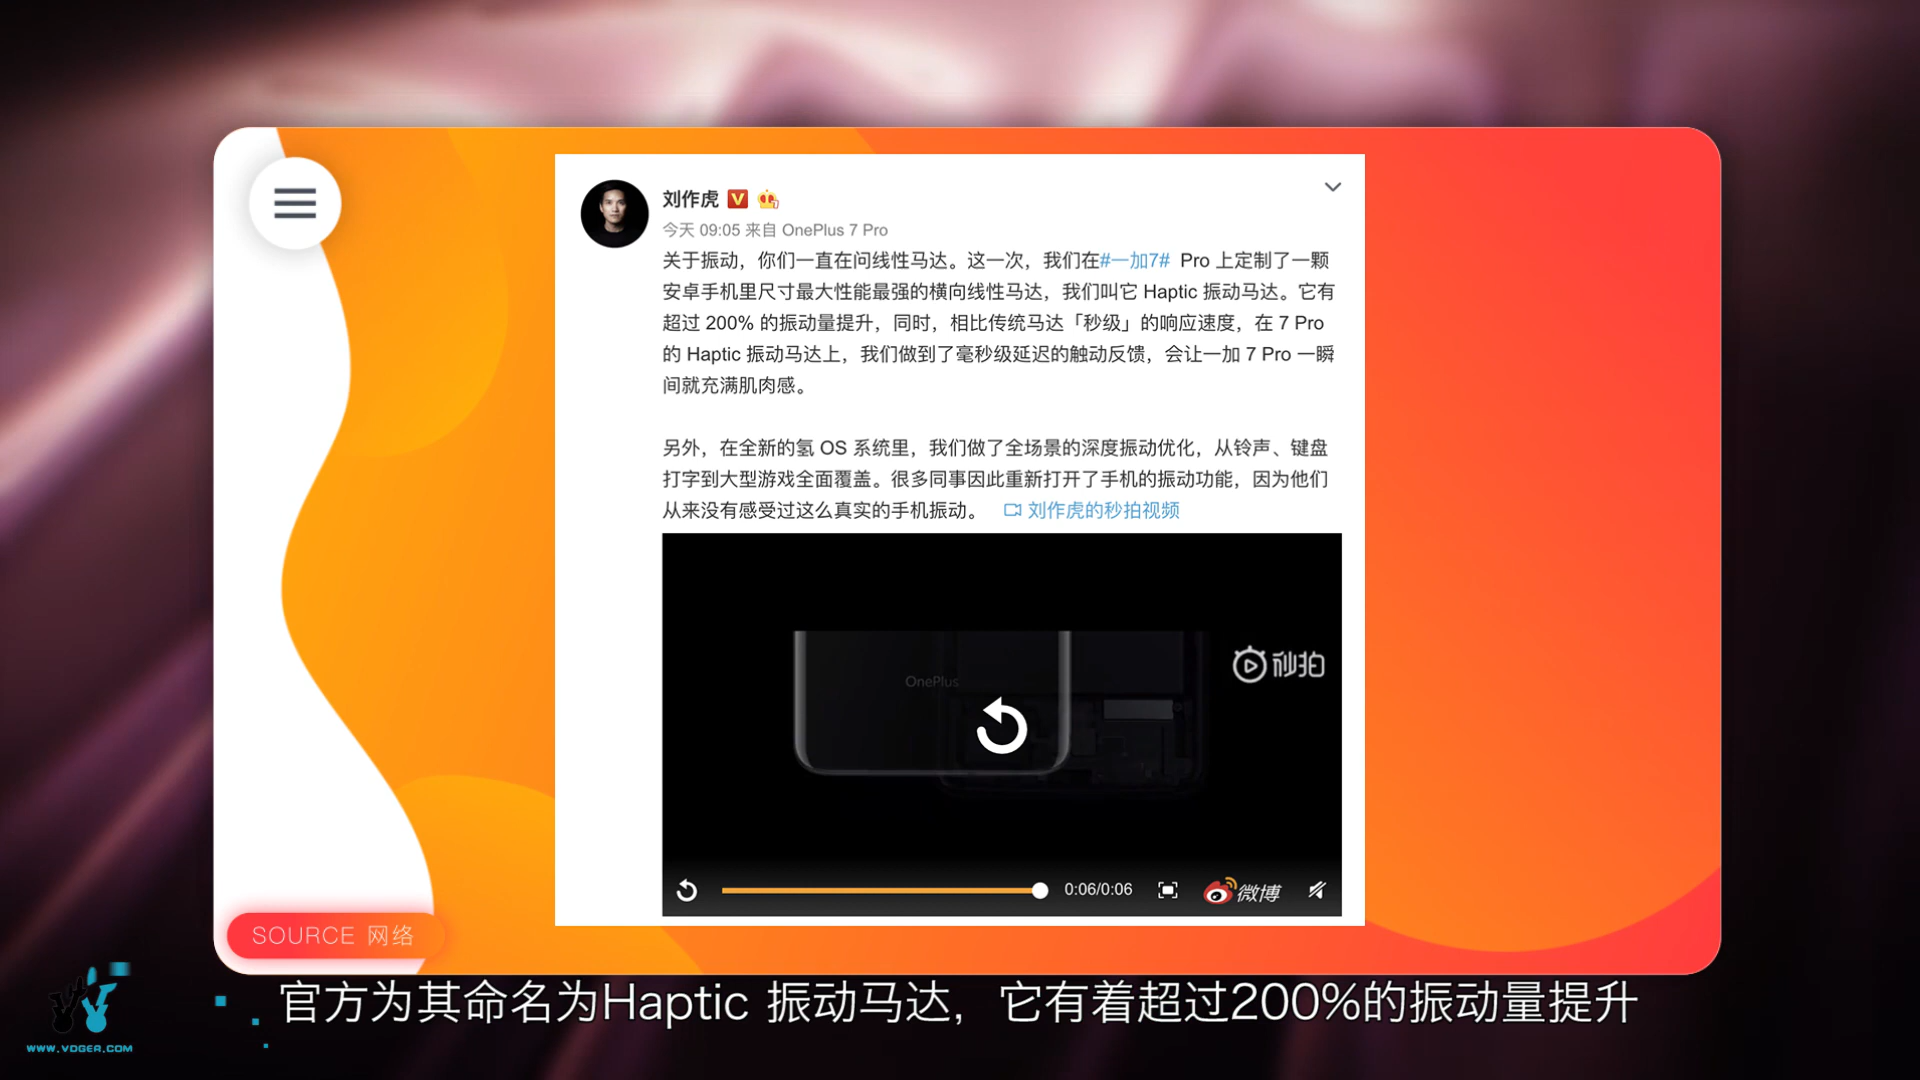 刘作虎
今天 09:05 来自 OnePlus 7 Pro
关于振动，你们一直在问线性马达。这一次，我们在#一加7# Pro 上定制了一颗
安卓手机里尺寸最大性能最强的横向线性马达，我们叫它 Haptic 振动马达。它有
超过 200% 的振动量提升，同时，相比传统马达「秒级」的响应速度，在 7 Pro
的 Haptic 振动马达上，我们做到了毫秒级延迟的触动反馈，会让一加 7 Pro 一瞬
间就充满肌肉感。
另外，在全新的氢 OS 系统里，我们做了全场景的深度振动优化，从铃声、键盘
打字到大型游戏全面覆盖。很多同事因此重新打开了手机的振动功能，因为他们
从来没有感受过这么真实的手机振动。 刘作虎的秒拍视频
OnePlus
秒拍
0:06/0:06
微博
SOURCE 网络
官方为其命名为Haptic 振动马达，它有着超过200%的振动量提升
WWW.VDGER.COM